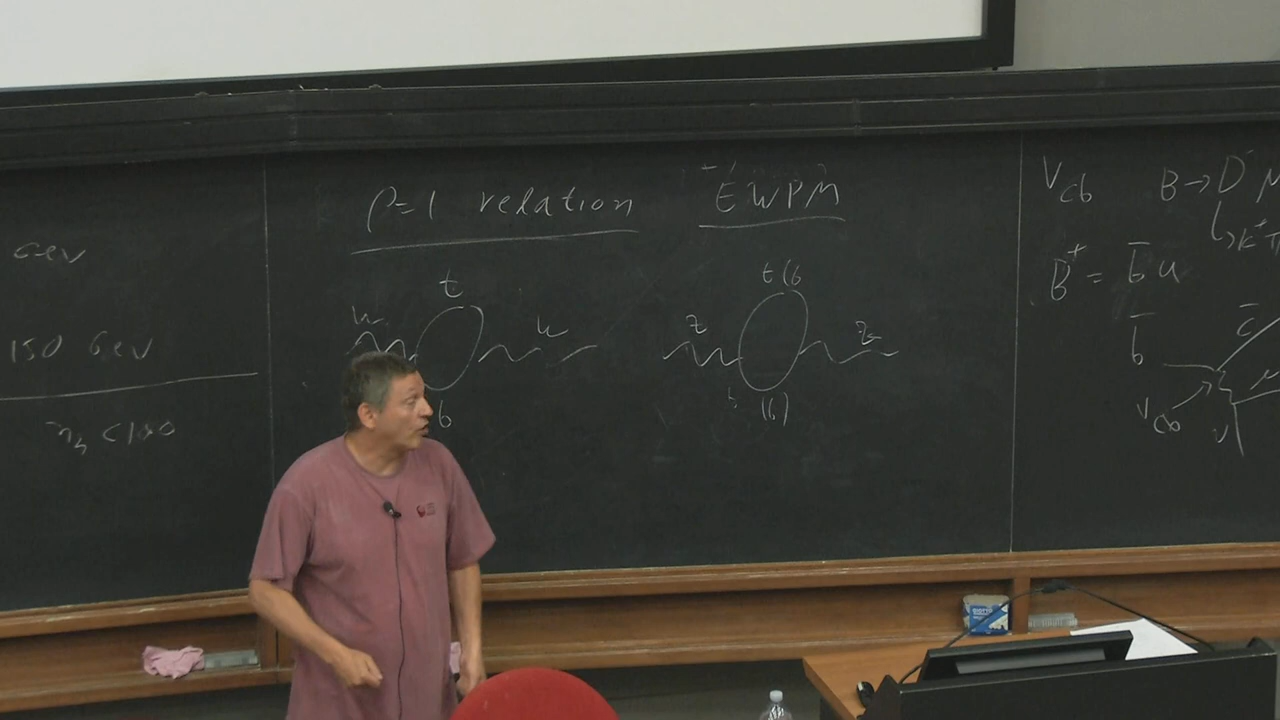 GeV
150 GeV
m_t < 180
ρ=1 relation EWPM
t
W W
b
t (b
Z Z
b (b)
V_cb B → D⁻ μ
↳ K⁺ π
B⁺ = b̄ u
b̄ c̄
μ
V_cb ν